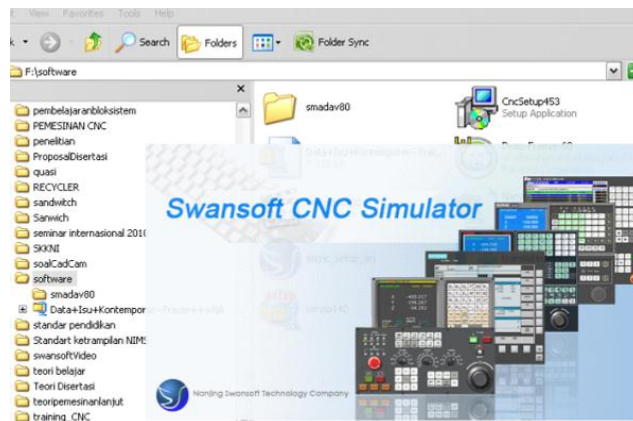 View Favorites Tools Help
Search Folders Folder Sync
F:\software
pembelajaranbloksistem
PEMESINAN CNC
penelitian
ProposalDisertasi
quasi
RECYCLER
sandwitch
Sanwich
seminar internasional 2010
SKKNI
soalCadCam
software
smadav80
Data+Isu+Kontempor
standar pendidikan
Standart ketrampilan NIMS
swansoftVideo
teori belajar
Teori Disertasi
teoripemesinanlanjut
training_CNC
smadav80
CncSetup453
Setup Application
Swansoft CNC Simulator
Nanjing Swansoft Technology Company